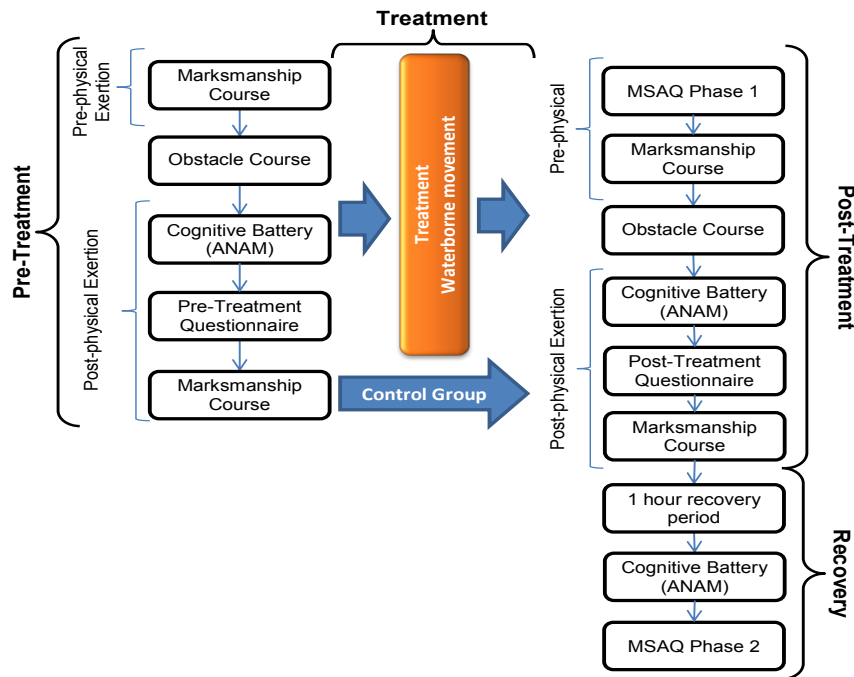 Treatment
Pre-Treatment
Pre-physical
Exertion
Marksmanship
Course
Obstacle Course
Post-physical Exertion
Cognitive Battery
(ANAM)
Pre-Treatment
Questionnaire
Marksmanship
Course
Treatment
Waterborne movement
Control Group
Pre-physical
MSAQ Phase 1
Marksmanship
Course
Obstacle Course
Post-physical Exertion
Cognitive Battery
(ANAM)
Post-Treatment
Questionnaire
Marksmanship
Course
Post-Treatment
1 hour recovery
period
Cognitive Battery
(ANAM)
MSAQ Phase 2
Recovery